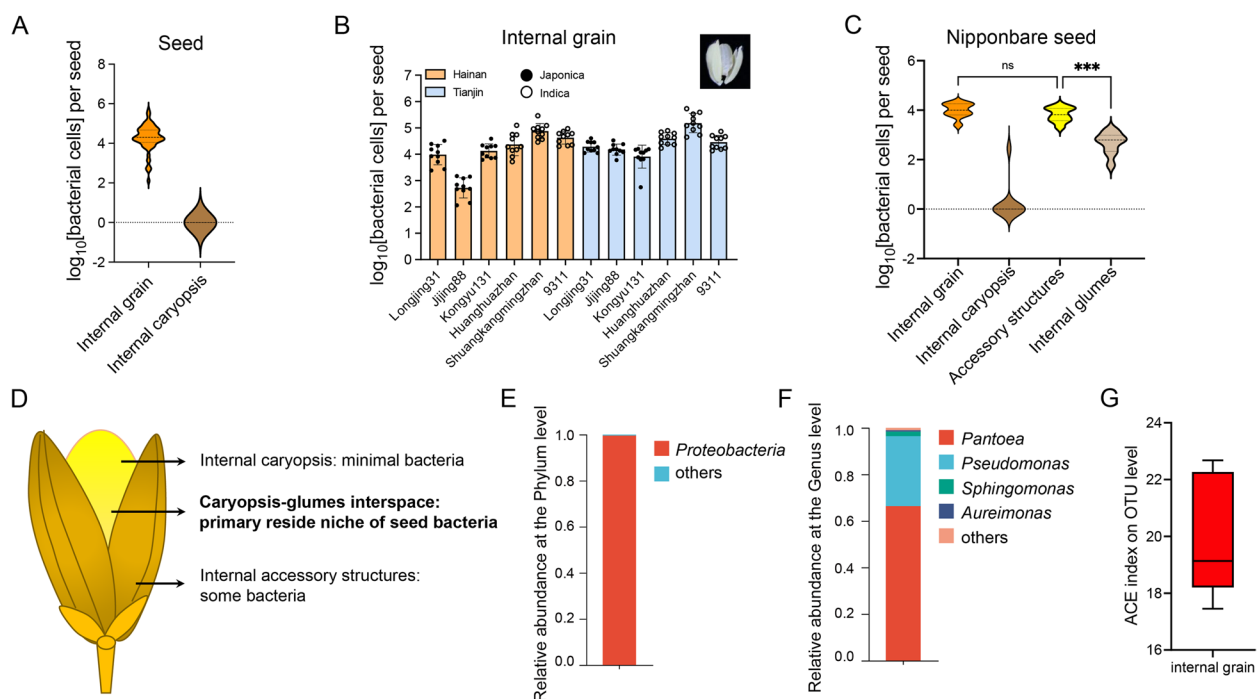 A
Seed
log10[bacterial cells] per seed
8
6
4
2
0
-2
Internal grain
Internal caryopsis
B
Internal grain
Hainan
Tianjin
Japonica
Indica
log10[bacterial cells] per seed
7
6
5
4
3
2
1
0
Longjing31
Jijing88
Kongyu131
Huanghuazhan
Shuangkangmingzhan
9311
Longjing31
Jijing88
Kongyu131
Huanghuazhan
Shuangkangmingzhan
9311
C
Nipponbare seed
log10[bacterial cells] per seed
ns
***
6
4
2
0
-2
Internal grain
Internal caryopsis
Accessory structures
Internal glumes
D
Internal caryopsis: minimal bacteria
Caryopsis-glumes interspace:
primary reside niche of seed bacteria
Internal accessory structures:
some bacteria
E
Relative abundance at the Phylum level
1.0
0.8
0.6
0.4
0.2
0.0
Proteobacteria
others
F
Relative abundance at the Genus level
1.0
0.8
0.6
0.4
0.2
0.0
Pantoea
Pseudomonas
Sphingomonas
Aureimonas
others
G
ACE index on OTU level
24
22
20
18
16
internal grain